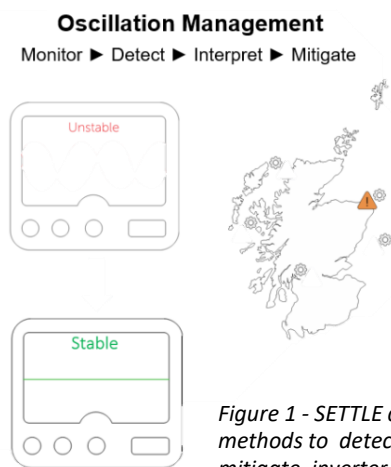 Oscillation Management
Monitor ► Detect ► Interpret ► Mitigate
Unstable
Stable
Figure 1 - SETTLE
methods to detec
mitigate inverter